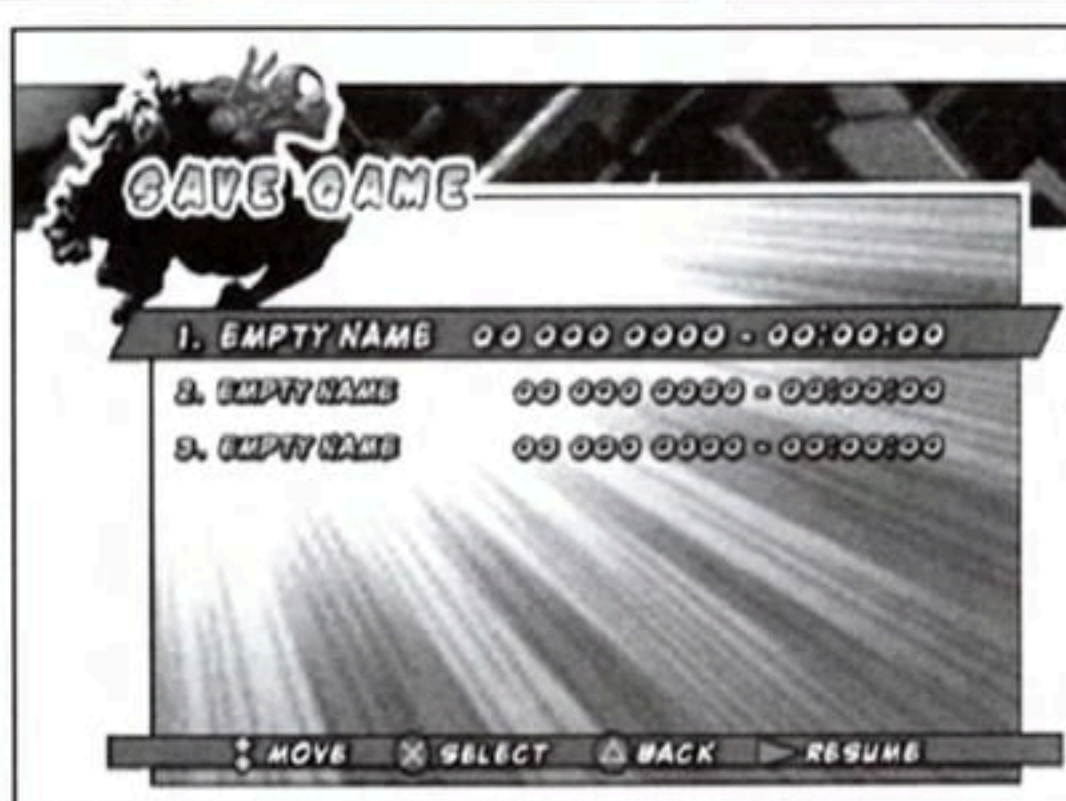 SAVE GAME
1. EMPTY NAME 00 000 0000 - 00:00:00
2. EMPTY NAME 00 000 0000 - 00:00:00
3. EMPTY NAME 00 000 0000 - 00:00:00
MOVE SELECT BACK RESUME